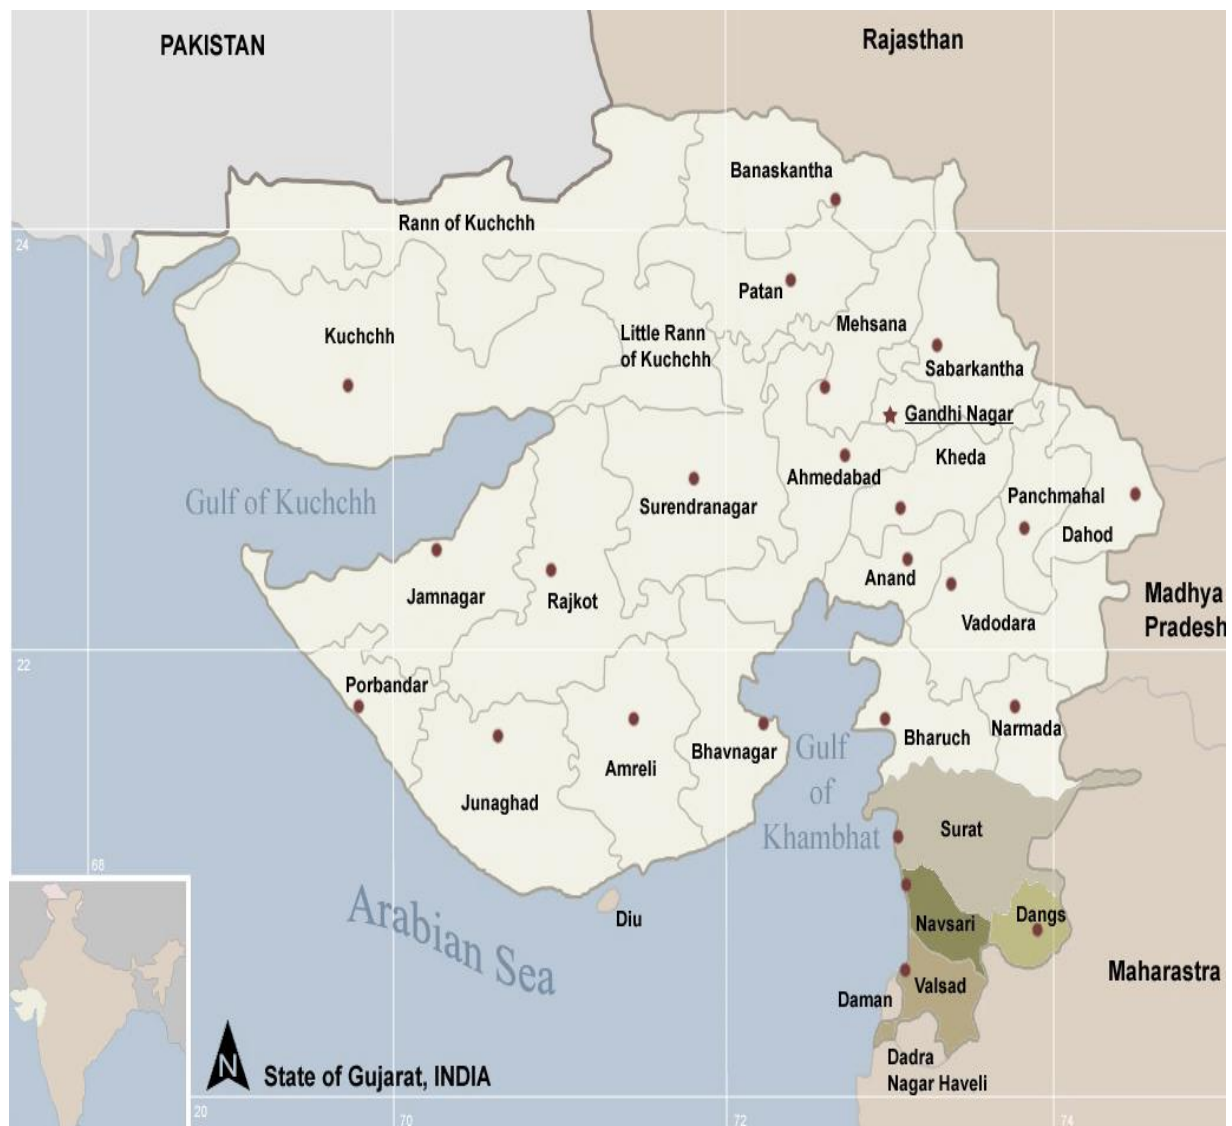 PAKISTAN
Rajasthan
Banaskantha
Rann of Kuchchh
24
Patan
Mehsana
Kuchchh
Little Rann
of Kuchchh
Sabarkantha
Gandhi Nagar
Kheda
Ahmedabad
Gulf of Kuchchh
Surendranagar
Panchmahal
Dahod
Anand
Jamnagar
Rajkot
Madhya
Pradesh
Vadodara
22
Porbandar
Narmada
Bharuch
Bhavnagar
Gulf
of
Khambhat
Amreli
Junaghad
Surat
68
Arabian Sea
Diu
Navsari
Dangs
Maharastra
Valsad
Daman
Dadra
Nagar Haveli
N
State of Gujarat, INDIA
20
70
72
74